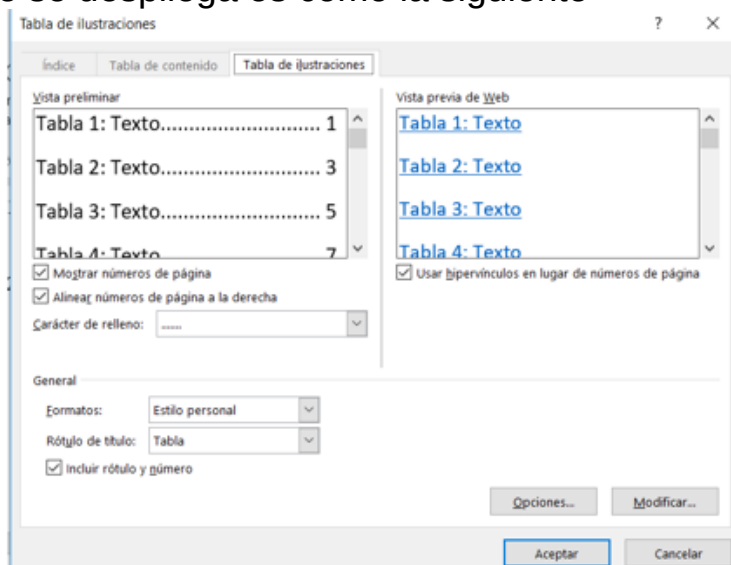 se despliega es como la siguiente
Tabla de ilustraciones ? ×
Índice Tabla de contenido Tabla de ilustraciones
Vista preliminar
Tabla 1: Texto............................ 1
Tabla 2: Texto............................ 3
Tabla 3: Texto............................ 5
Tabla 4: Texto............................ 7
Mostrar números de página
Alinear números de página a la derecha
Carácter de relleno: ......
Vista previa de Web
Tabla 1: Texto
Tabla 2: Texto
Tabla 3: Texto
Tabla 4: Texto
Usar hipervínculos en lugar de números de página
General
Formatos: Estilo personal
Rótulo de título: Tabla
Incluir rótulo y número
Opciones... Modificar...
Aceptar Cancelar